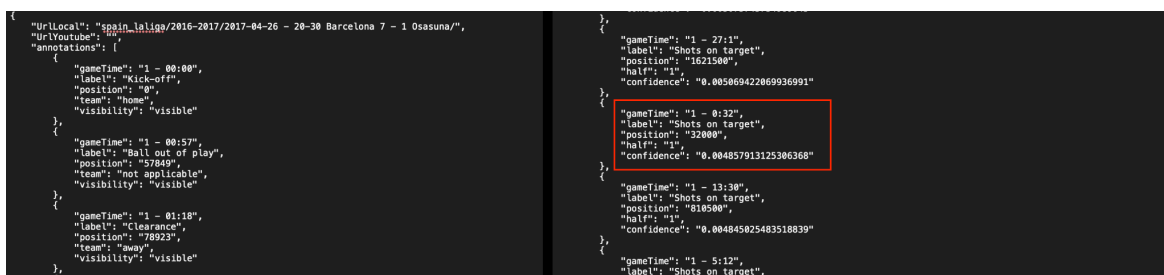 {
"UrlLocal": "spain_laliga/2016-2017/2017-04-26 - 20-30 Barcelona 7 - 1 Osasuna/",
"UrlYoutube": "",
"annotations": [
{
"gameTime": "1 - 00:00",
"label": "Kick-off",
"position": "0",
"team": "home",
"visibility": "visible"
},
{
"gameTime": "1 - 00:57",
"label": "Ball out of play",
"position": "57849",
"team": "not applicable",
"visibility": "visible"
},
{
"gameTime": "1 - 01:18",
"label": "Clearance",
"position": "78923",
"team": "away",
"visibility": "visible"
},
},
{
"gameTime": "1 - 27:1",
"label": "Shots on target",
"position": "1621500",
"half": "1",
"confidence": "0.005069422069936991"
},
{
"gameTime": "1 - 0:32",
"label": "Shots on target",
"position": "32000",
"half": "1",
"confidence": "0.004857913125306368"
},
{
"gameTime": "1 - 13:30",
"label": "Shots on target",
"position": "810500",
"half": "1",
"confidence": "0.004845025483518839"
},
{
"gameTime": "1 - 5:12",
"label": "Shots on target",